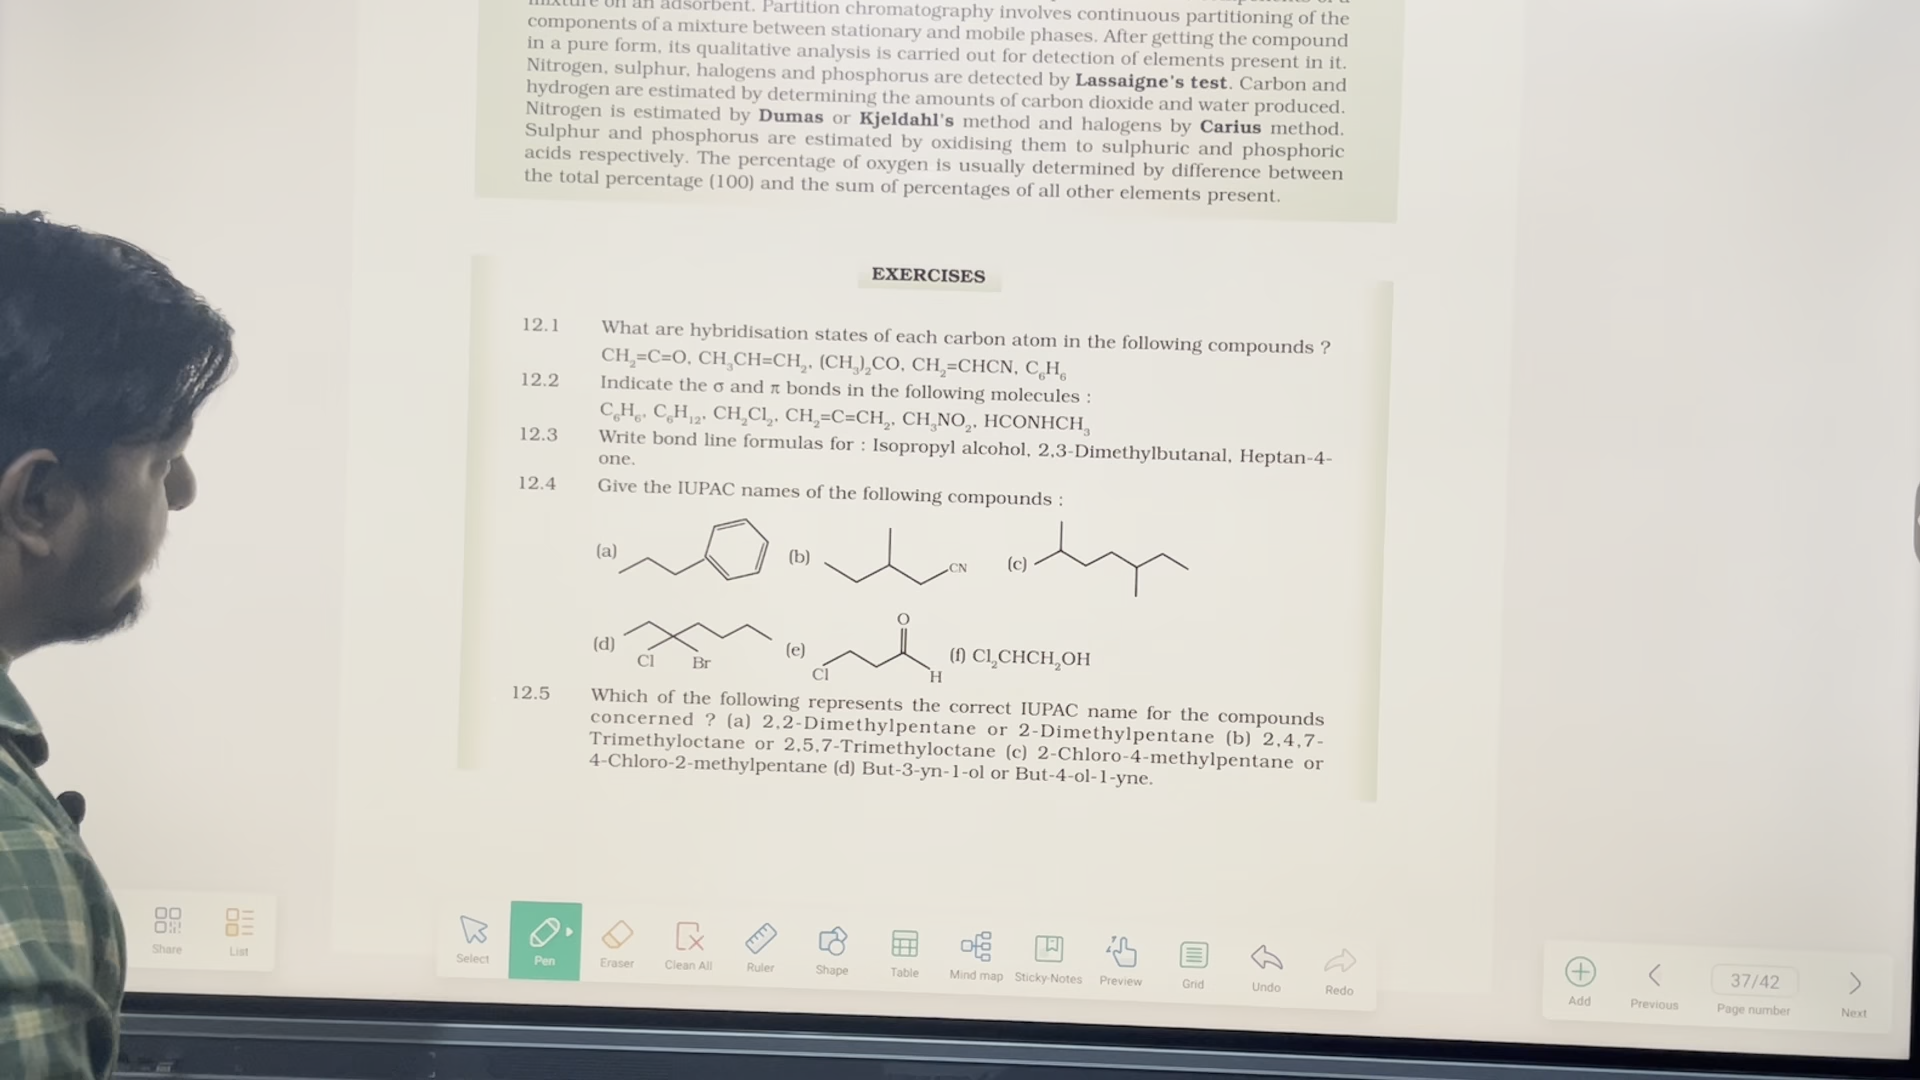 mixture on an adsorbent. Partition chromatography involves continuous partitioning of the
components of a mixture between stationary and mobile phases. After getting the compound
in a pure form, its qualitative analysis is carried out for detection of elements present in it.
Nitrogen, sulphur, halogens and phosphorus are detected by Lassaigne's test. Carbon and
hydrogen are estimated by determining the amounts of carbon dioxide and water produced.
Nitrogen is estimated by Dumas or Kjeldahl's method and halogens by Carius method.
Sulphur and phosphorus are estimated by oxidising them to sulphuric and phosphoric
acids respectively. The percentage of oxygen is usually determined by difference between
the total percentage (100) and the sum of percentages of all other elements present.
EXERCISES
12.1 What are hybridisation states of each carbon atom in the following compounds ?
CH₂=C=O, CH₃CH=CH₂, (CH₃)₂CO, CH₂=CHCN, C₆H₆
12.2 Indicate the σ and π bonds in the following molecules :
C₆H₆, C₆H₁₂, CH₂Cl₂, CH₂=C=CH₂, CH₃NO₂, HCONHCH₃
12.3 Write bond line formulas for : Isopropyl alcohol, 2,3-Dimethylbutanal, Heptan-4-
one.
12.4 Give the IUPAC names of the following compounds :
(a) (b) CN (c)
(d) Cl Br (e) Cl O H (f) Cl₂CHCH₂OH
12.5 Which of the following represents the correct IUPAC name for the compounds
concerned ? (a) 2,2-Dimethylpentane or 2-Dimethylpentane (b) 2,4,7-
Trimethyloctane or 2,5,7-Trimethyloctane (c) 2-Chloro-4-methylpentane or
4-Chloro-2-methylpentane (d) But-3-yn-1-ol or But-4-ol-1-yne.
Share List Select Pen Eraser Clean All Ruler Shape Table Mind map Sticky-Notes Preview Grid Undo Redo
37/42
Add Previous Page number Next